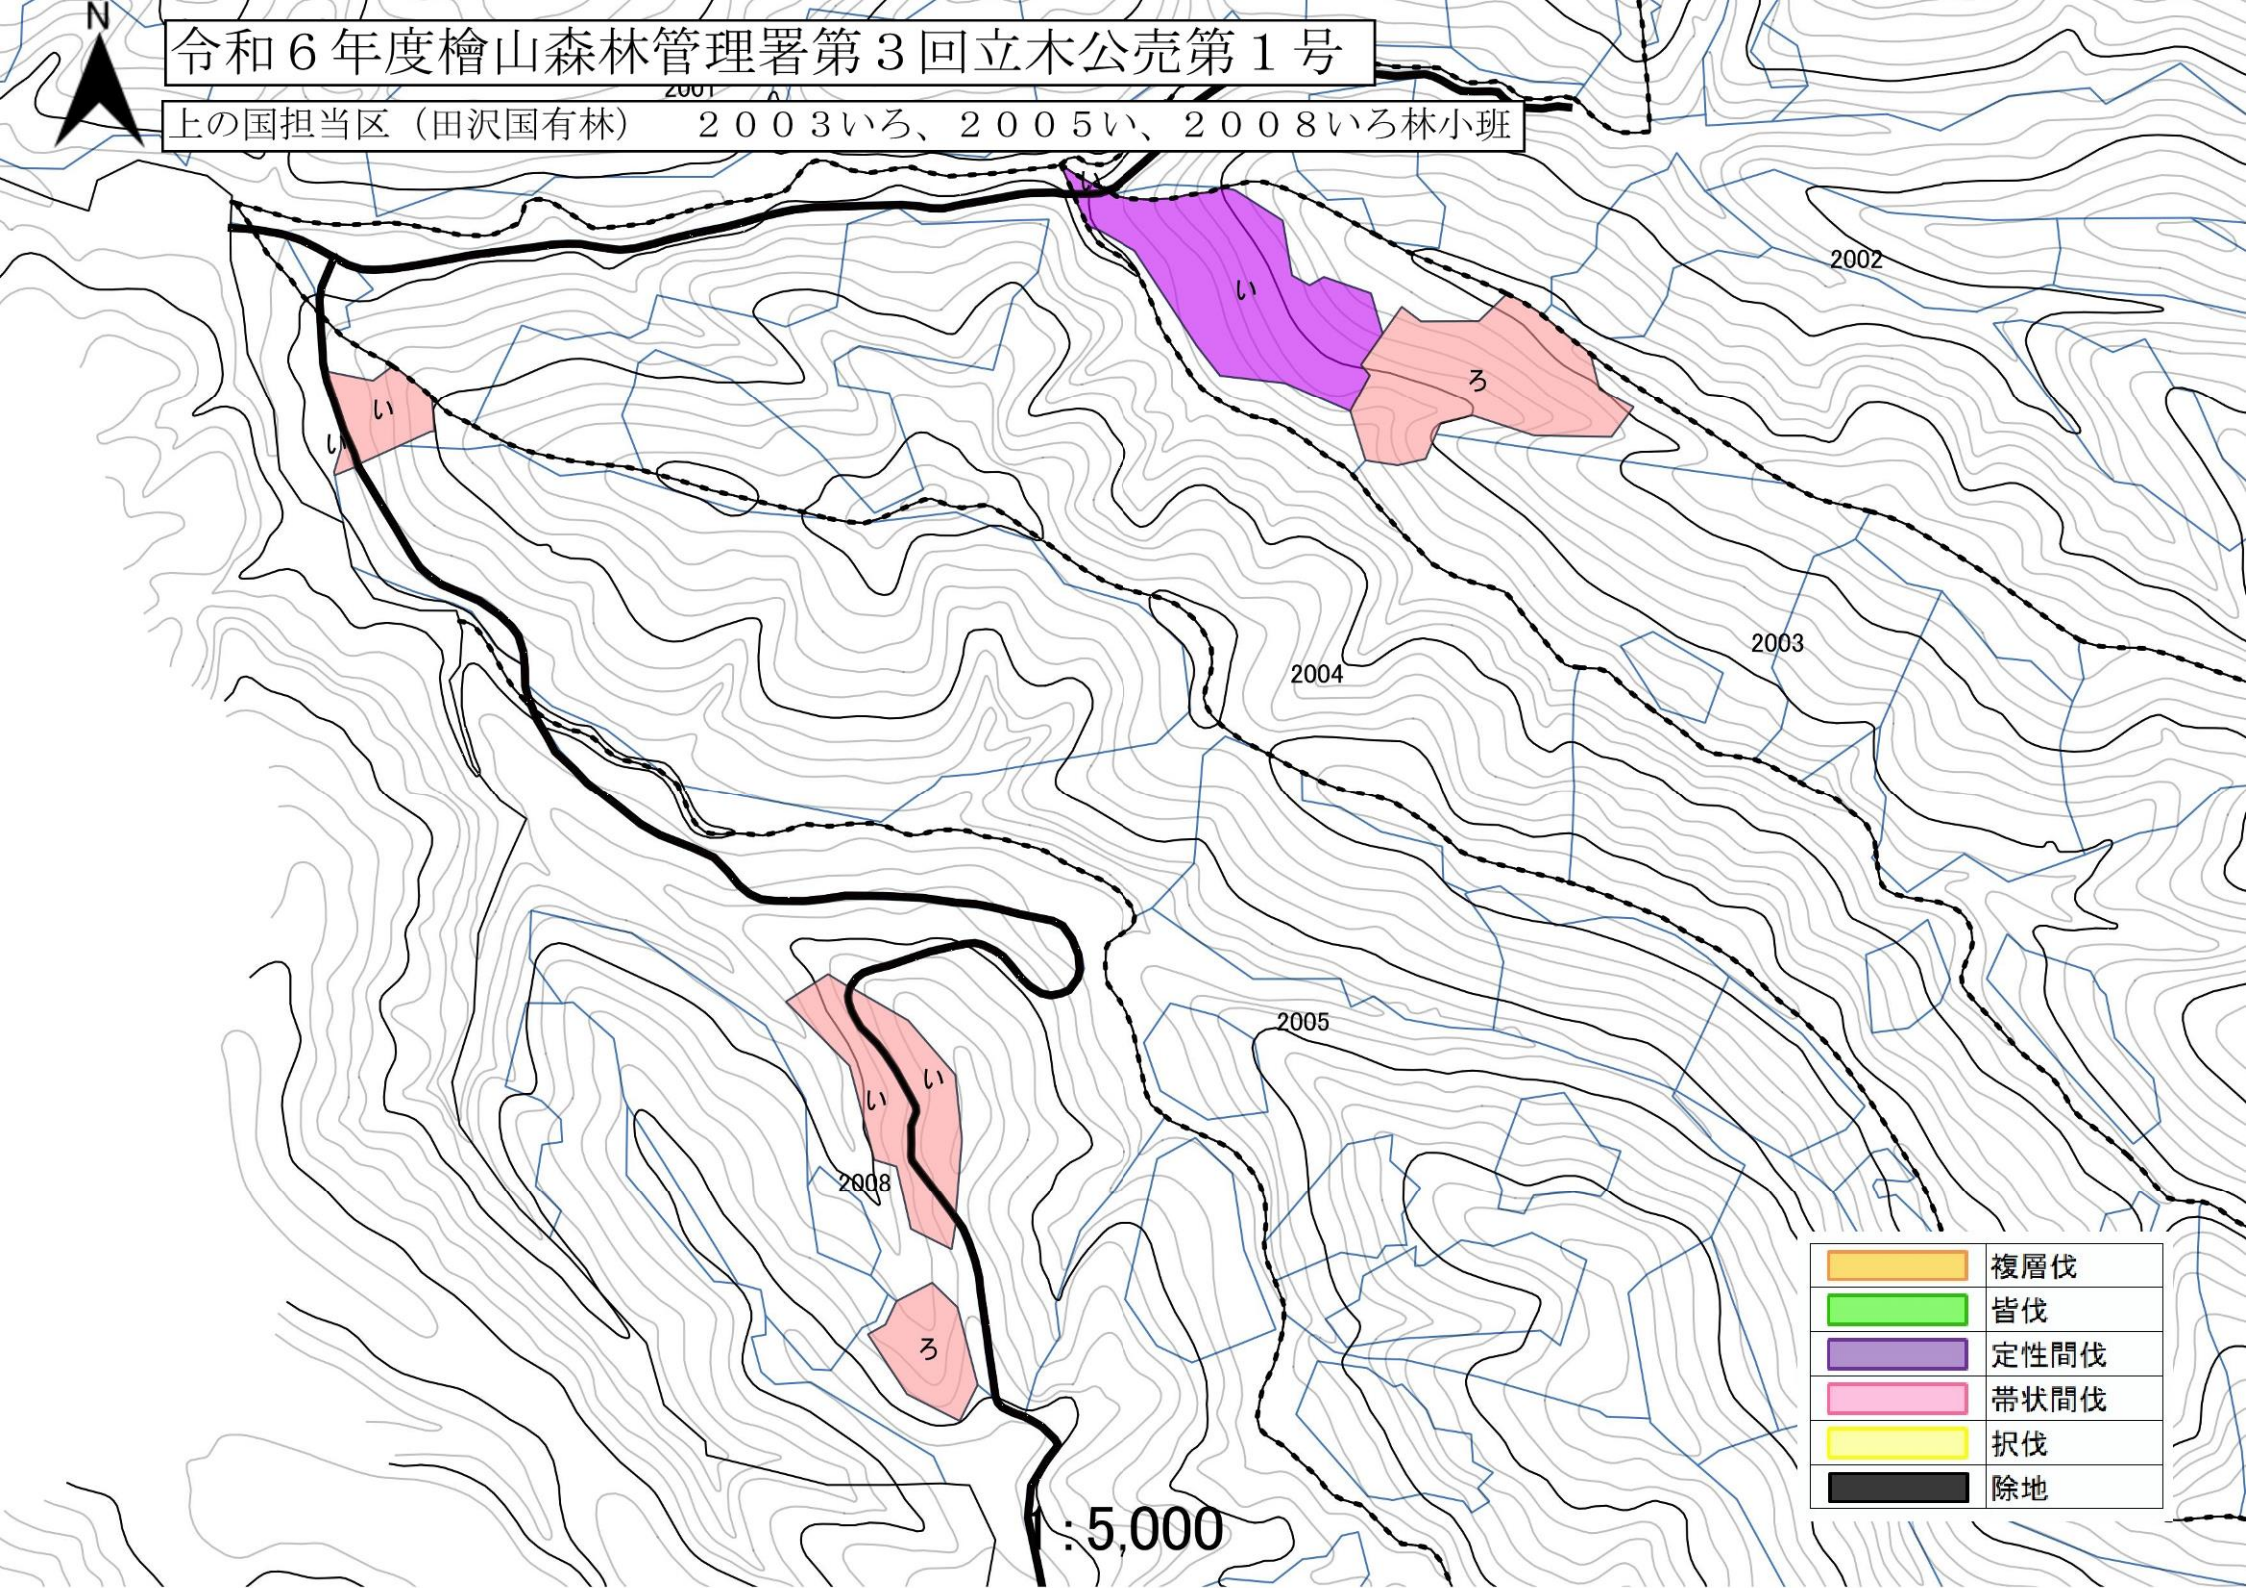 N
令和６年度檜山森林管理署第３回立木公売第１号
2001
上の国担当区（田沢国有林）　２００３いろ、２００５い、２００８いろ林小班
い
2002
い
ろ
い
い
2003
2004
2005
い
い
2008
ろ
複層伐
皆伐
定性間伐
帯状間伐
択伐
除地
1:5,000